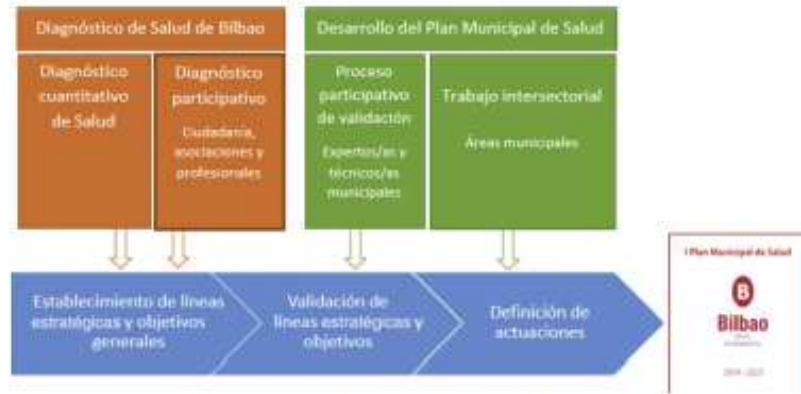 Diagnóstico de Salud de Bilbao
Desarrollo del Plan Municipal de Salud
Diagnóstico
cuantitativo
de Salud
Diagnóstico
participativo
Ciudadanía,
asociaciones y
profesionales
Proceso
participativo
de validación
Expertos/as y
técnicos/as
municipales
Trabajo intersectorial
Áreas municipales
Establecimiento de líneas
estratégicas y objetivos
generales
Validación de
líneas estratégicas y
objetivos
Definición de
actuaciones
I Plan Municipal de Salud
B
Bilbao